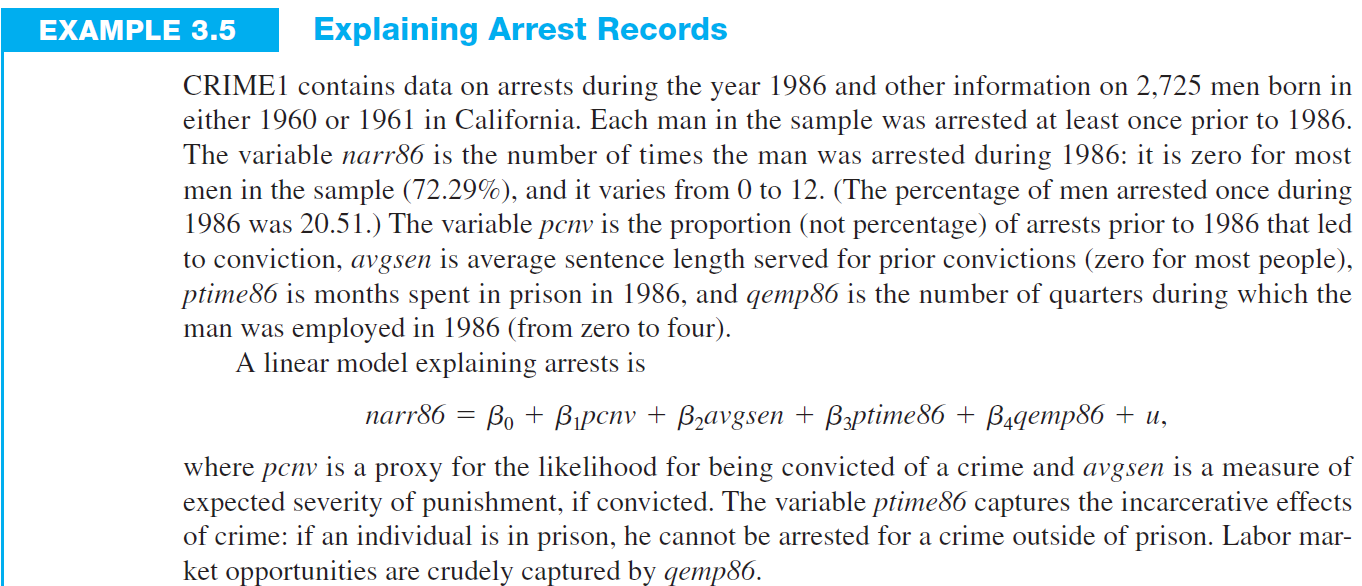 EXAMPLE 3.5 Explaining Arrest Records
CRIME1 contains data on arrests during the year 1986 and other information on 2,725 men born in
either 1960 or 1961 in California. Each man in the sample was arrested at least once prior to 1986.
The variable narr86 is the number of times the man was arrested during 1986: it is zero for most
men in the sample (72.29%), and it varies from 0 to 12. (The percentage of men arrested once during
1986 was 20.51.) The variable pcnv is the proportion (not percentage) of arrests prior to 1986 that led
to conviction, avgsen is average sentence length served for prior convictions (zero for most people),
ptime86 is months spent in prison in 1986, and qemp86 is the number of quarters during which the
man was employed in 1986 (from zero to four).
A linear model explaining arrests is
narr86 = β₀ + β₁pcnv + β₂avgsen + β₃ptime86 + β₄qemp86 + u,
where pcnv is a proxy for the likelihood for being convicted of a crime and avgsen is a measure of
expected severity of punishment, if convicted. The variable ptime86 captures the incarcerative effects
of crime: if an individual is in prison, he cannot be arrested for a crime outside of prison. Labor mar-
ket opportunities are crudely captured by qemp86.